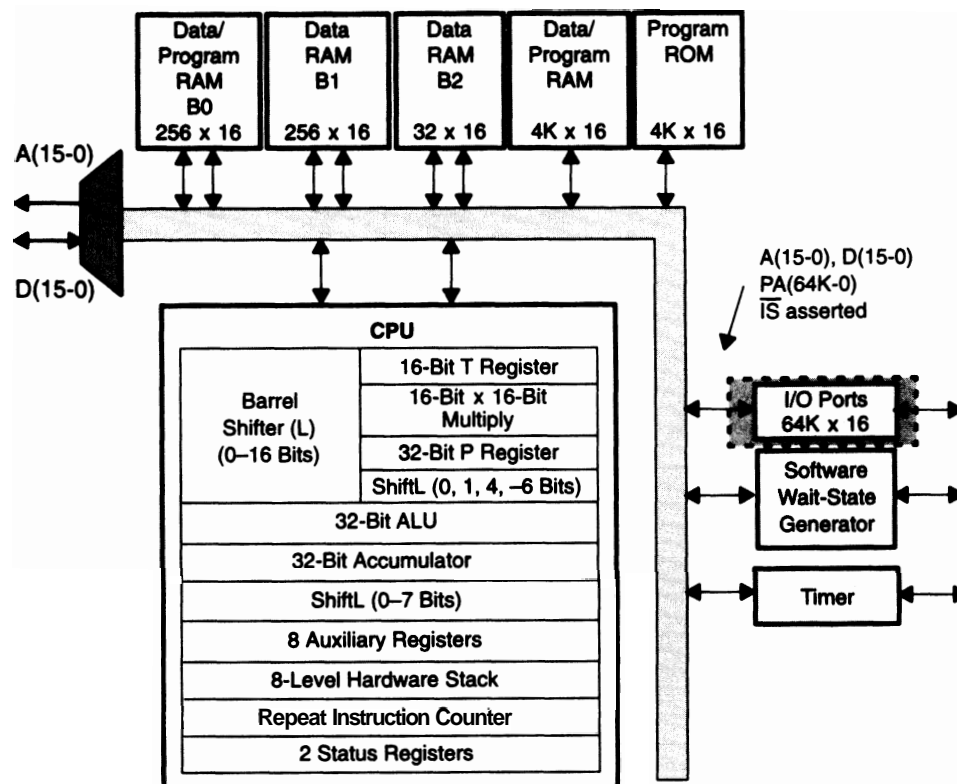 Data/
Program
RAM
B0
256 x 16
Data
RAM
B1
256 x 16
Data
RAM
B2
32 x 16
Data/
Program
RAM
4K x 16
Program
ROM
4K x 16
A(15-0)
D(15-0)
A(15-0), D(15-0)
PA(64K-0)
IS asserted
CPU
Barrel
Shifter (L)
(0–16 Bits)
16-Bit T Register
16-Bit x 16-Bit
Multiply
32-Bit P Register
ShiftL (0, 1, 4, –6 Bits)
32-Bit ALU
32-Bit Accumulator
ShiftL (0–7 Bits)
8 Auxiliary Registers
8-Level Hardware Stack
Repeat Instruction Counter
2 Status Registers
I/O Ports
64K x 16
Software
Wait-State
Generator
Timer